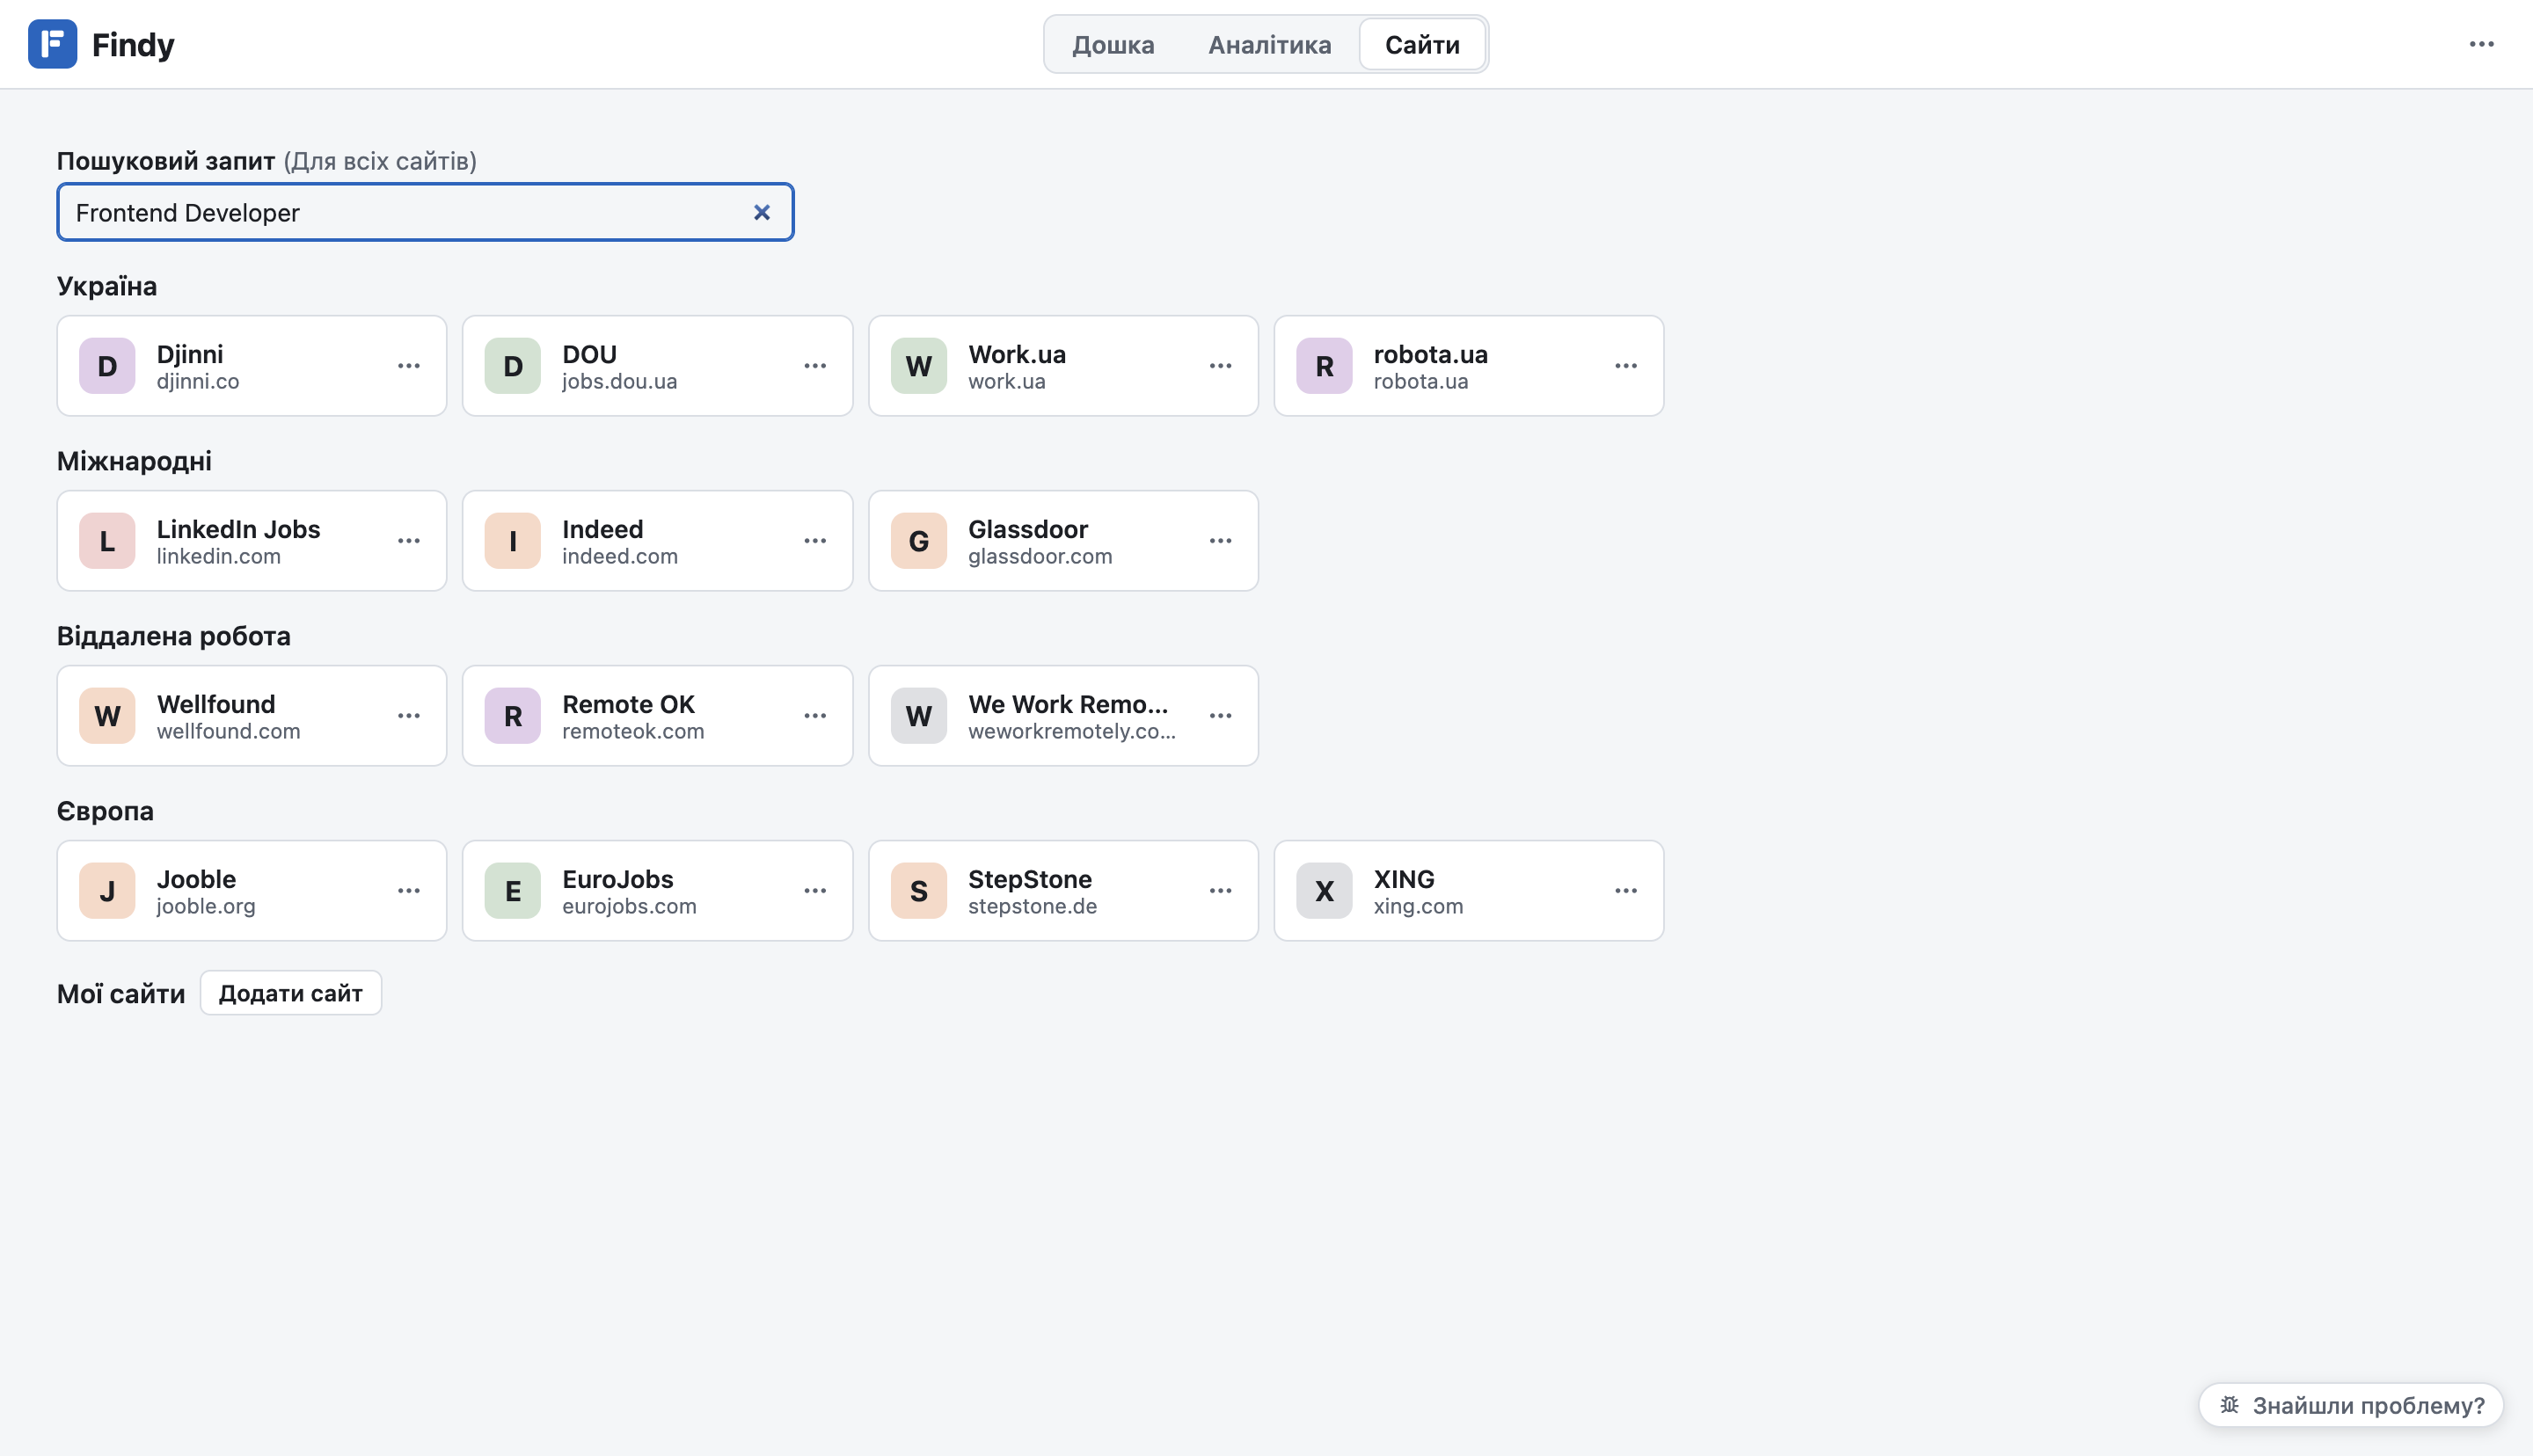 Findy
Дошка
Аналітика
Сайти
Пошуковий запит (Для всіх сайтів)
Frontend Developer
Україна
D
Djinni
djinni.co
D
DOU
jobs.dou.ua
W
Work.ua
work.ua
R
robota.ua
robota.ua
Міжнародні
L
LinkedIn Jobs
linkedin.com
I
Indeed
indeed.com
G
Glassdoor
glassdoor.com
Віддалена робота
W
Wellfound
wellfound.com
R
Remote OK
remoteok.com
W
We Work Remo...
weworkremotely.co...
Європа
J
Jooble
jooble.org
E
EuroJobs
eurojobs.com
S
StepStone
stepstone.de
X
XING
xing.com
Мої сайти
Додати сайт
Знайшли проблему?